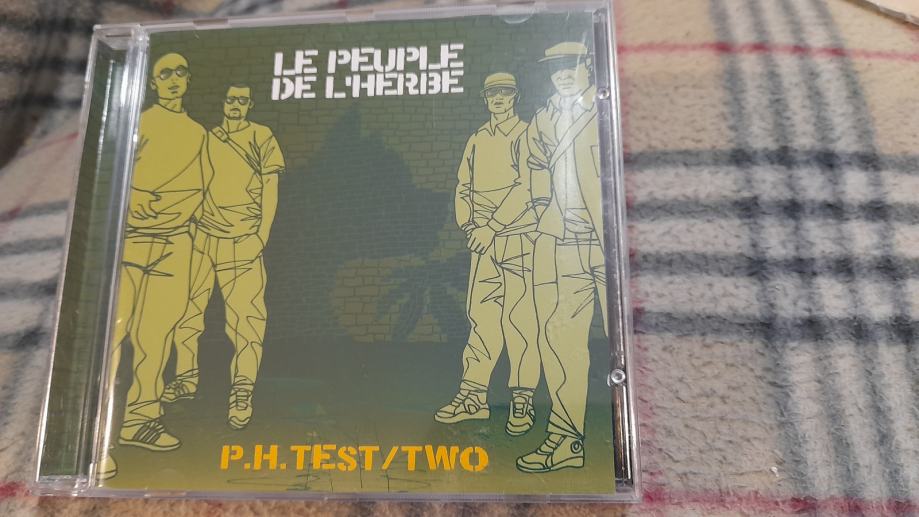 LE PEUPLE
DE L'HERBE
P.H.TEST/TWO